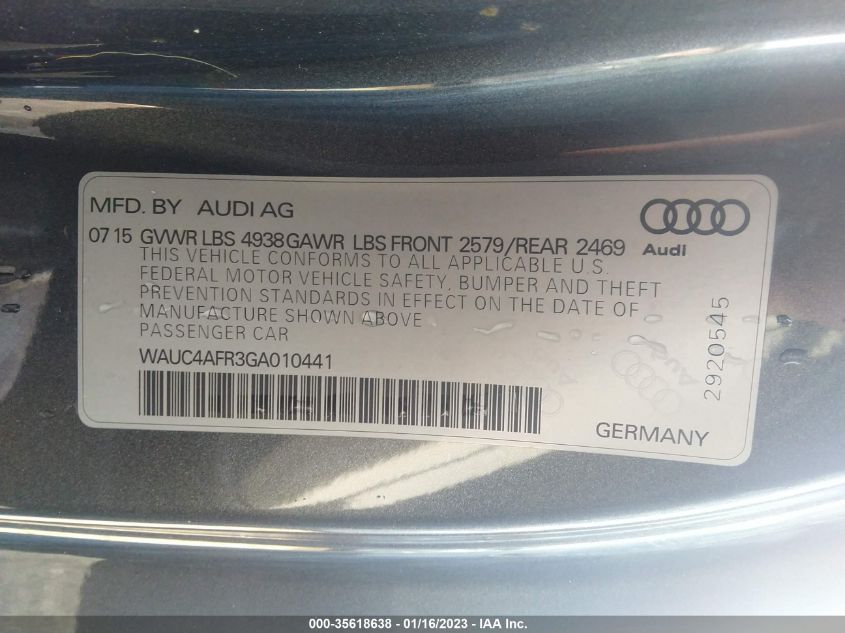 MFD. BY AUDI AG
07 15 GVWR LBS 4938 GAWR LBS FRONT 2579/REAR 2469
THIS VEHICLE CONFORMS TO ALL APPLICABLE U.S.
FEDERAL MOTOR VEHICLE SAFETY, BUMPER AND THEFT
PREVENTION STANDARDS IN EFFECT ON THE DATE OF
MANUFACTURE SHOWN ABOVE
PASSENGER CAR
WAUC4AFR3GA010441
Audi
2920545
GERMANY
000-35618638 - 01/16/2023 - IAA Inc.